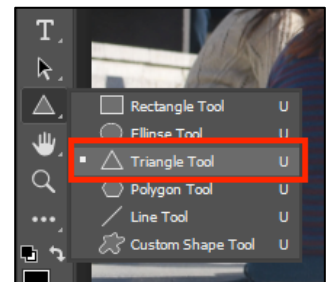 T
Rectangle Tool U
Ellipse Tool U
Triangle Tool U
Polygon Tool U
Line Tool U
Custom Shape Tool U